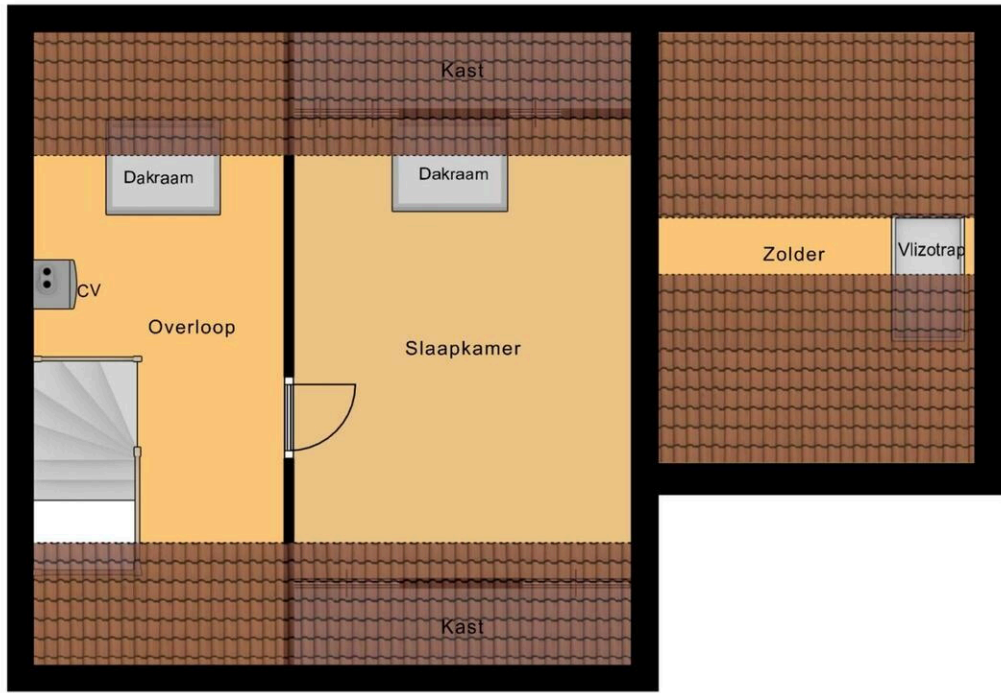 Kast
Dakraam
Dakraam
CV
Overloop
Slaapkamer
Zolder
Vlizotrap
Kast